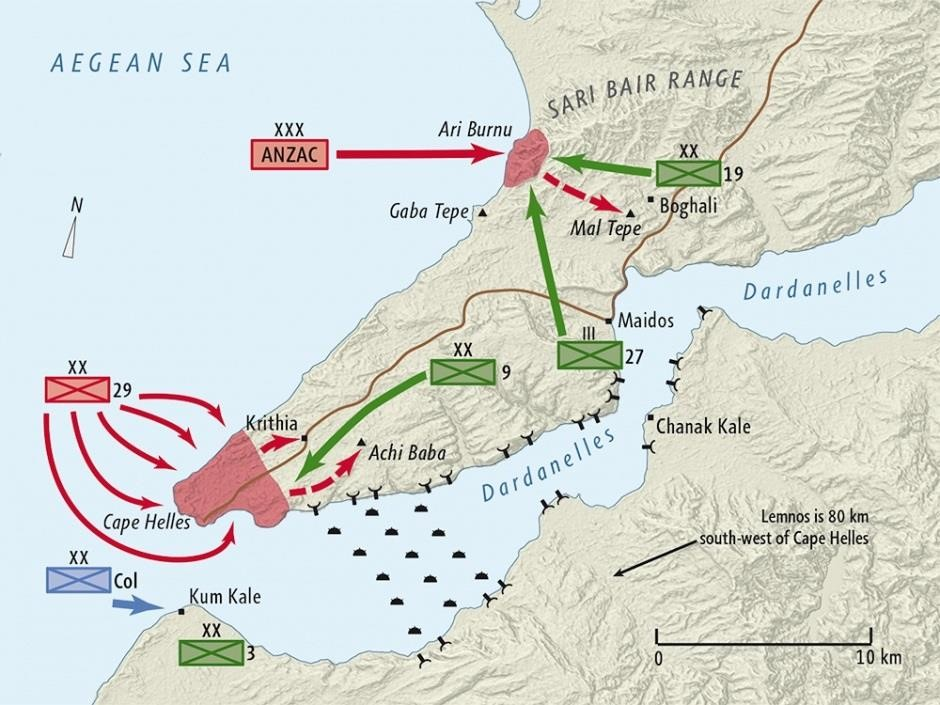 AEGEAN SEA
SARI BAIR RANGE
XXX
ANZAC
Ari Burnu
XX
19
Boghali
Gaba Tepe
Mal Tepe
Dardanelles
Maidos
III
27
XX
9
XX
29
Krithia
Achi Baba
Chanak Kale
Dardanelles
Cape Helles
Lemnos is 80 km
south-west of Cape Helles
XX
Col
Kum Kale
XX
3
N
0
10 km